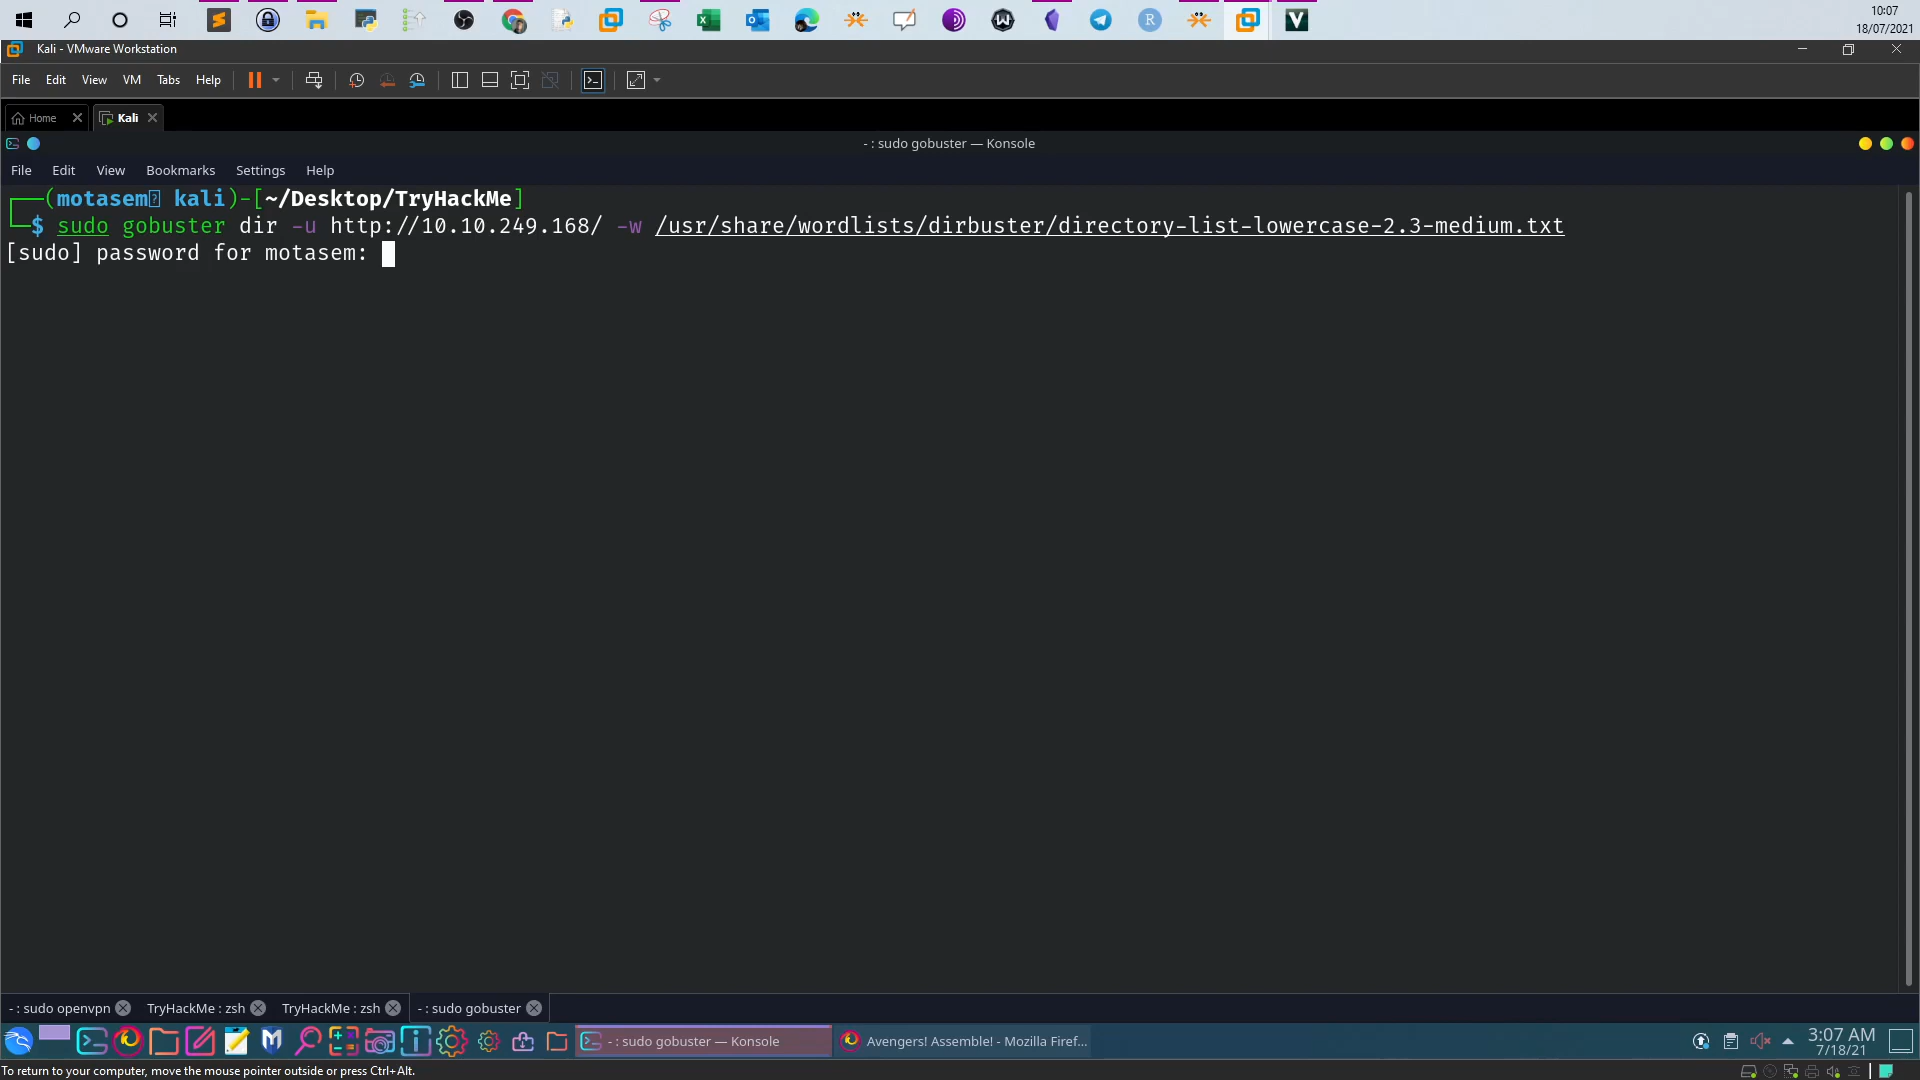 10:07
18/07/2021
Kali - VMware Workstation
File Edit View VM Tabs Help
Home Kali
- : sudo gobuster — Konsole
File Edit View Bookmarks Settings Help
(motasem kali)-[~/Desktop/TryHackMe]
$ sudo gobuster dir -u http://10.10.249.168/ -w /usr/share/wordlists/dirbuster/directory-list-lowercase-2.3-medium.txt
[sudo] password for motasem:
- : sudo openvpn TryHackMe : zsh TryHackMe : zsh - : sudo gobuster
- : sudo gobuster — Konsole Avengers! Assemble! - Mozilla Firef...
3:07 AM
7/18/21
To return to your computer, move the mouse pointer outside or press Ctrl+Alt.